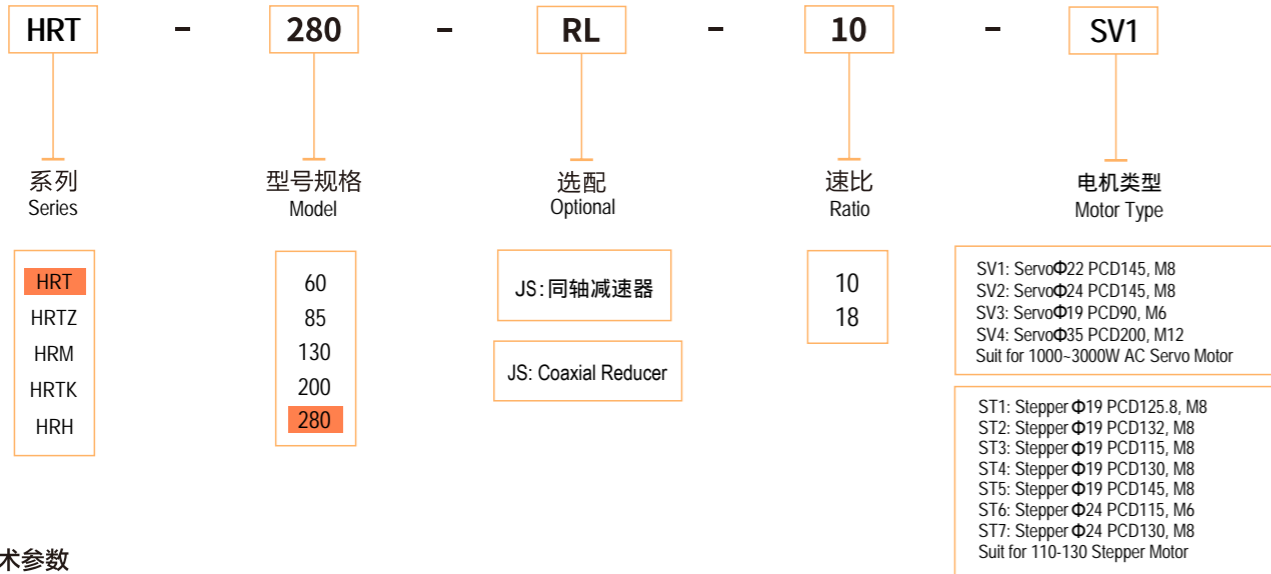 HRT - 280 - RL - 10 - SV1
系列 型号规格 选配 速比 电机类型
Series Model Optional Ratio Motor Type
HRT
HRTZ
HRM
HRTK
HRH
60
85
130
200
280
JS:同轴减速器
JS: Coaxial Reducer
10
18
SV1: ServoΦ22 PCD145, M8
SV2: ServoΦ24 PCD145, M8
SV3: ServoΦ19 PCD90, M6
SV4: ServoΦ35 PCD200, M12
Suit for 1000~3000W AC Servo Motor
ST1: Stepper Φ19 PCD125.8, M8
ST2: Stepper Φ19 PCD132, M8
ST3: Stepper Φ19 PCD115, M8
ST4: Stepper Φ19 PCD130, M8
ST5: Stepper Φ19 PCD145, M8
ST6: Stepper Φ24 PCD115, M6
ST7: Stepper Φ24 PCD130, M8
Suit for 110-130 Stepper Motor
术参数